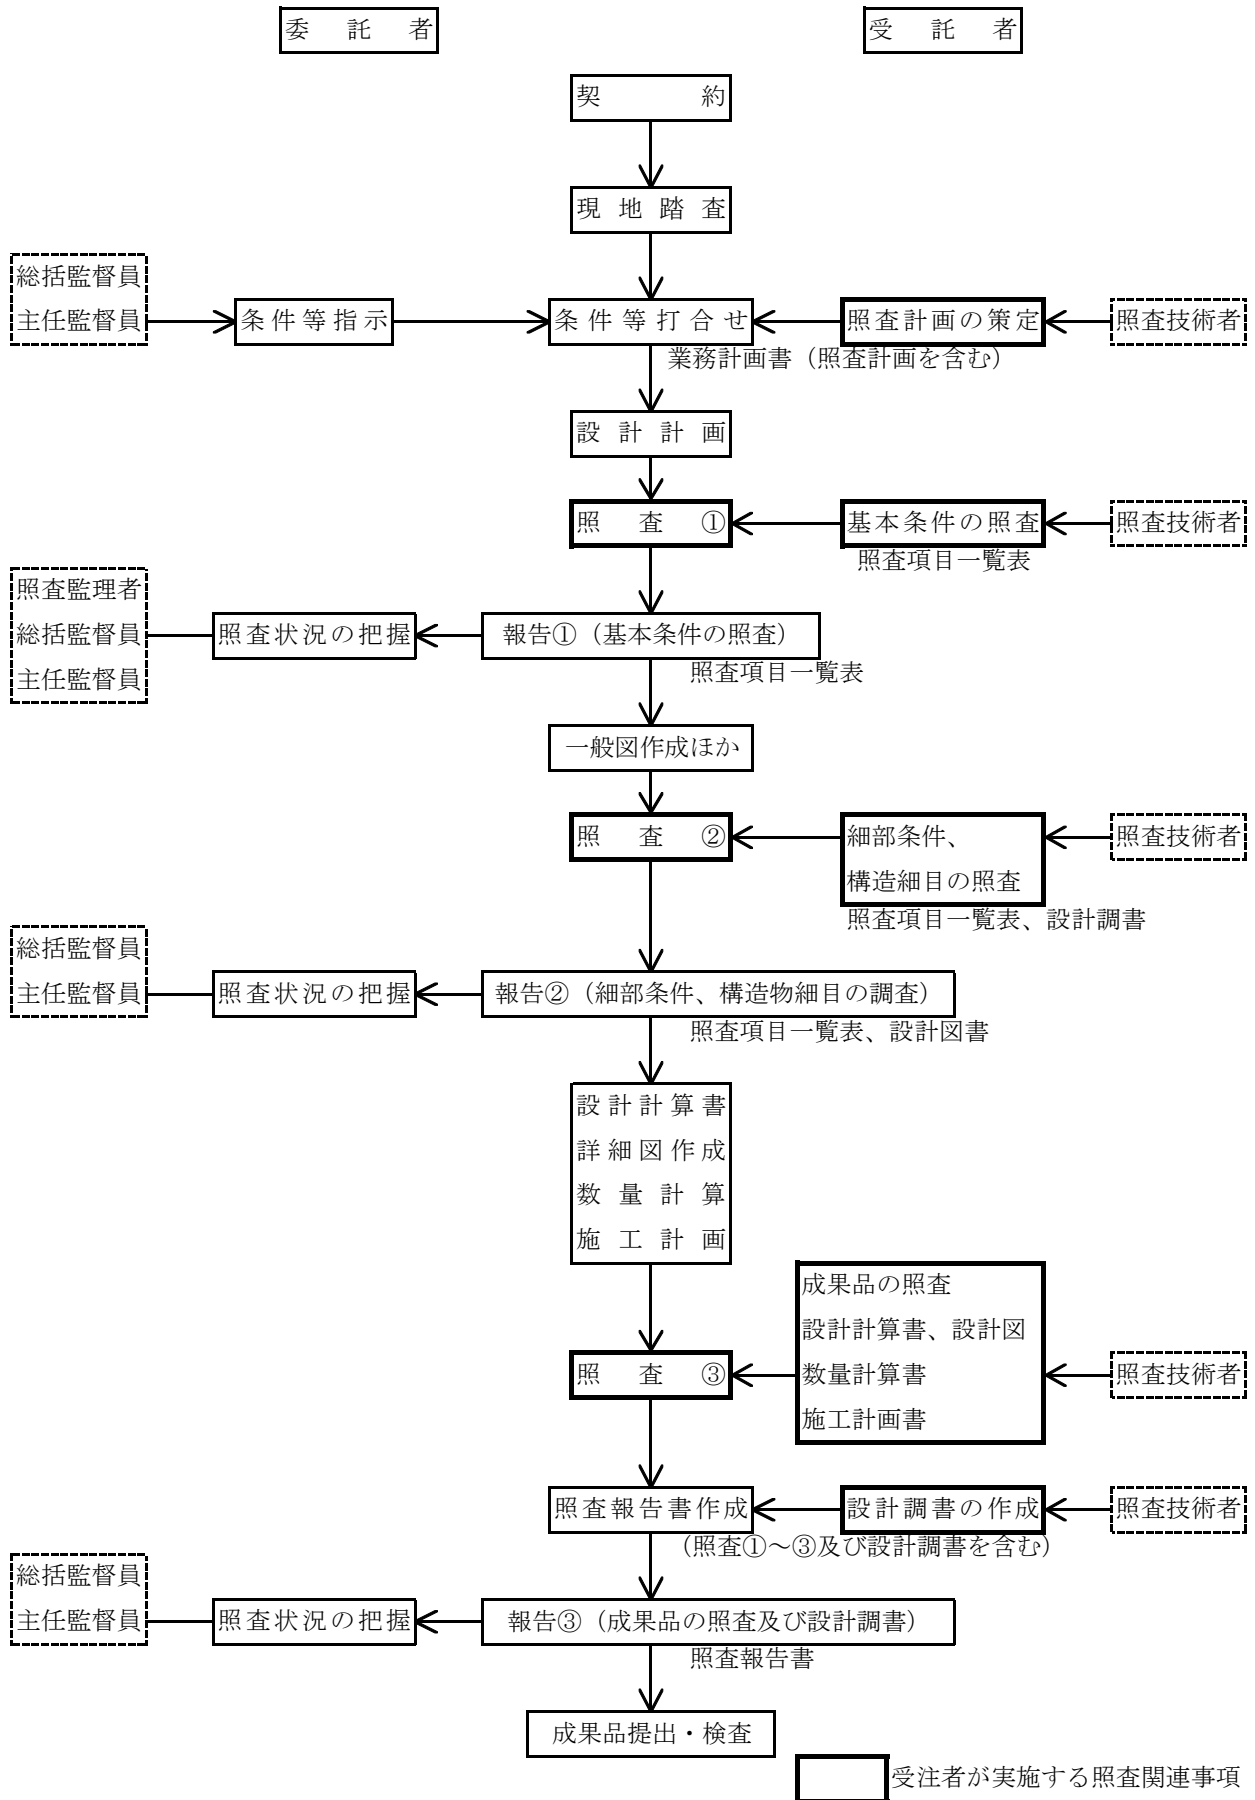 委託者
受託者
契約
現地踏査
総括監督員
主任監督員
条件等指示
条件等打合せ
照査計画の策定
照査技術者
業務計画書（照査計画を含む）
設計計画
照査①
基本条件の照査
照査技術者
照査項目一覧表
照査監理者
総括監督員
主任監督員
照査状況の把握
報告①（基本条件の照査）
照査項目一覧表
一般図作成ほか
照査②
細部条件、
構造細目の照査
照査技術者
照査項目一覧表、設計調書
総括監督員
主任監督員
照査状況の把握
報告②（細部条件、構造物細目の調査）
照査項目一覧表、設計図書
設計計算書
詳細図作成
数量計算
施工計画
成果品の照査
設計計算書、設計図
数量計算書
施工計画書
照査③
照査技術者
照査報告書作成
設計調書の作成
照査技術者
（照査①～③及び設計調書を含む）
総括監督員
主任監督員
照査状況の把握
報告③（成果品の照査及び設計調書）
照査報告書
成果品提出・検査
受注者が実施する照査関連事項